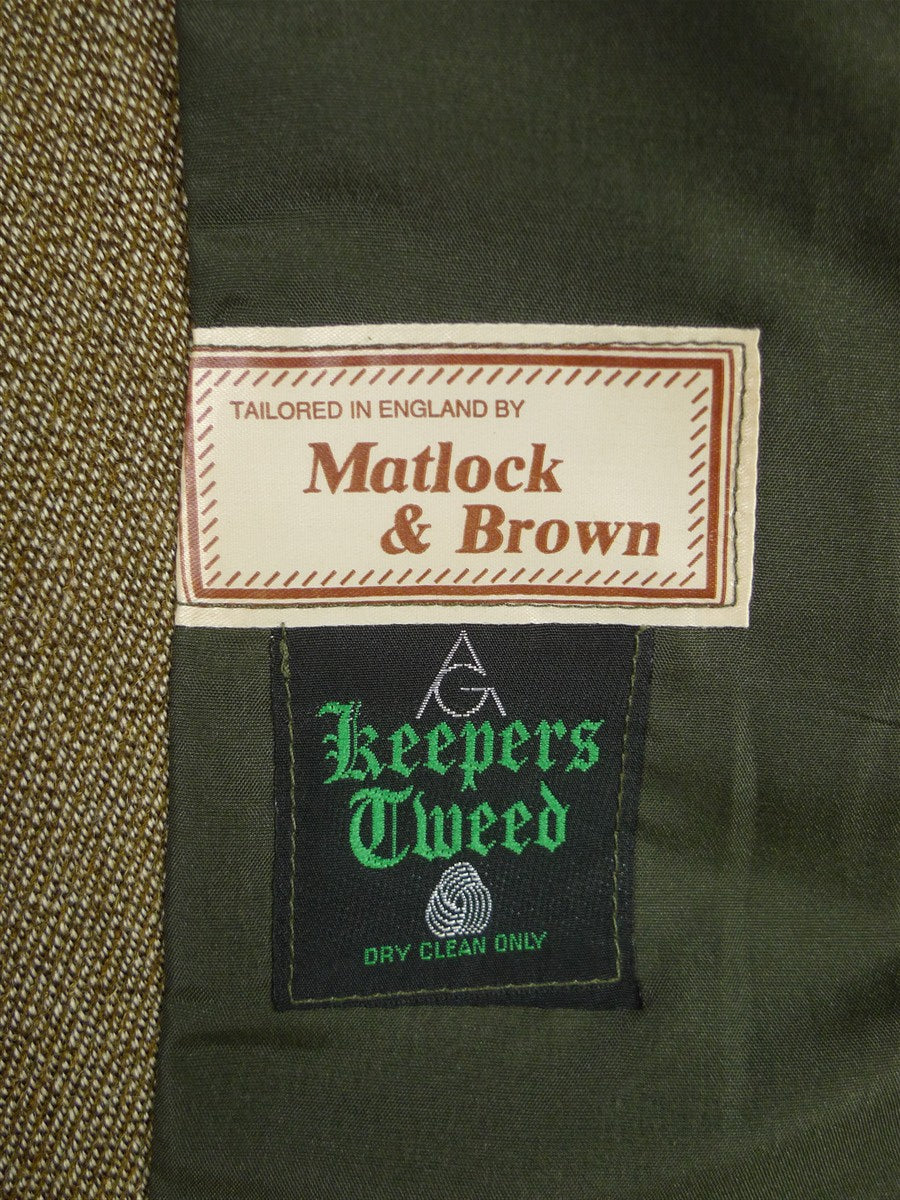 TAILORED IN ENGLAND BY
Matlock
& Brown
AG
Keepers
Tweed
DRY CLEAN ONLY